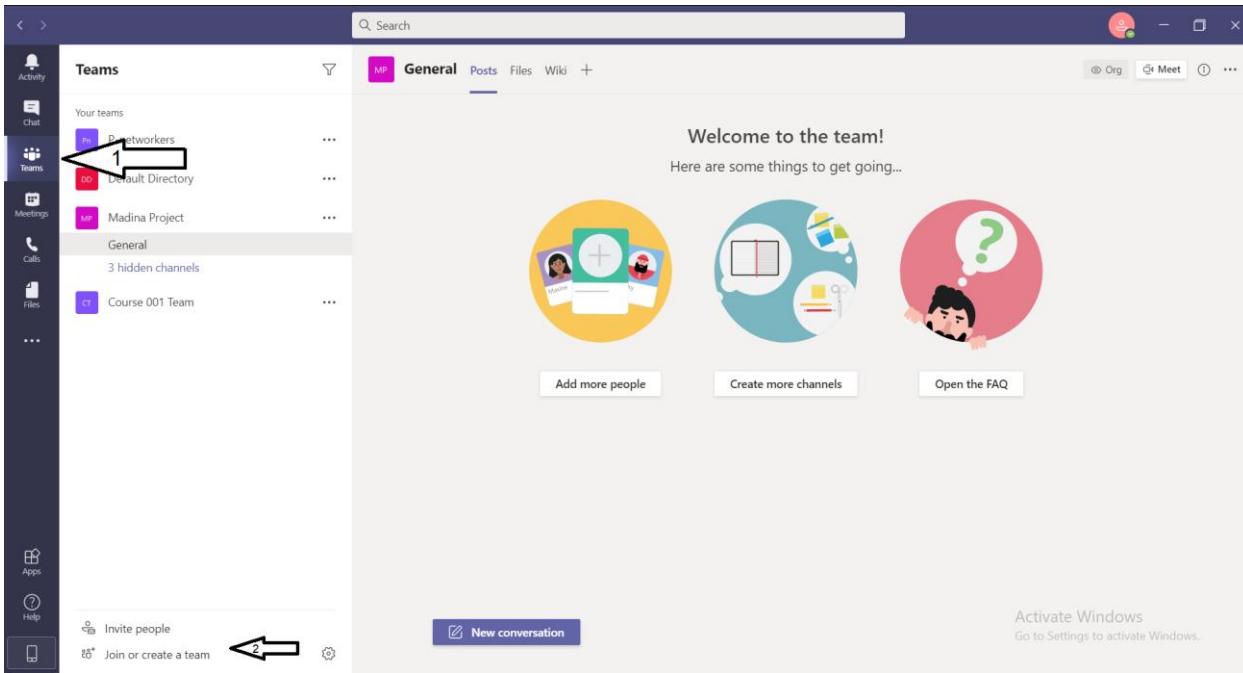 Search
Activity
Chat
Teams
Meetings
Calls
Files
Apps
Help
Teams
Your teams
Pn
DD Default Directory
MP Madina Project
General
3 hidden channels
CT Course 001 Team
1
Invite people
Join or create a team
2
MP General Posts Files Wiki
Org Meet
Welcome to the team!
Here are some things to get going...
Maxine
Add more people
Create more channels
Open the FAQ
New conversation
Activate Windows
Go to Settings to activate Windows.